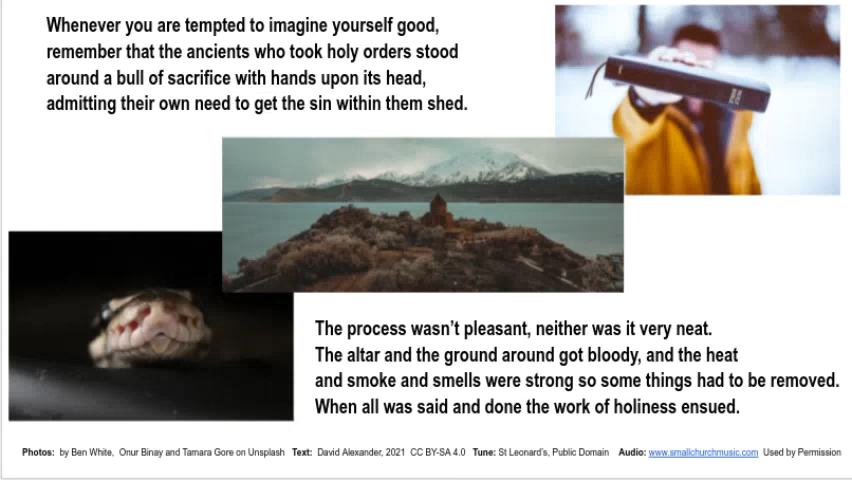 Whenever you are tempted to imagine yourself good,
remember that the ancients who took holy orders stood
around a bull of sacrifice with hands upon its head,
admitting their own need to get the sin within them shed.
The process wasn’t pleasant, neither was it very neat.
The altar and the ground around got bloody, and the heat
and smoke and smells were strong so some things had to be removed.
When all was said and done the work of holiness ensued.
Photos: by Ben White, Onur Binay and Tamara Gore on Unsplash Text: David Alexander, 2021 CC BY-SA 4.0 Tune: St Leonard’s, Public Domain Audio: www.smallchurchmusic.com Used by Permission